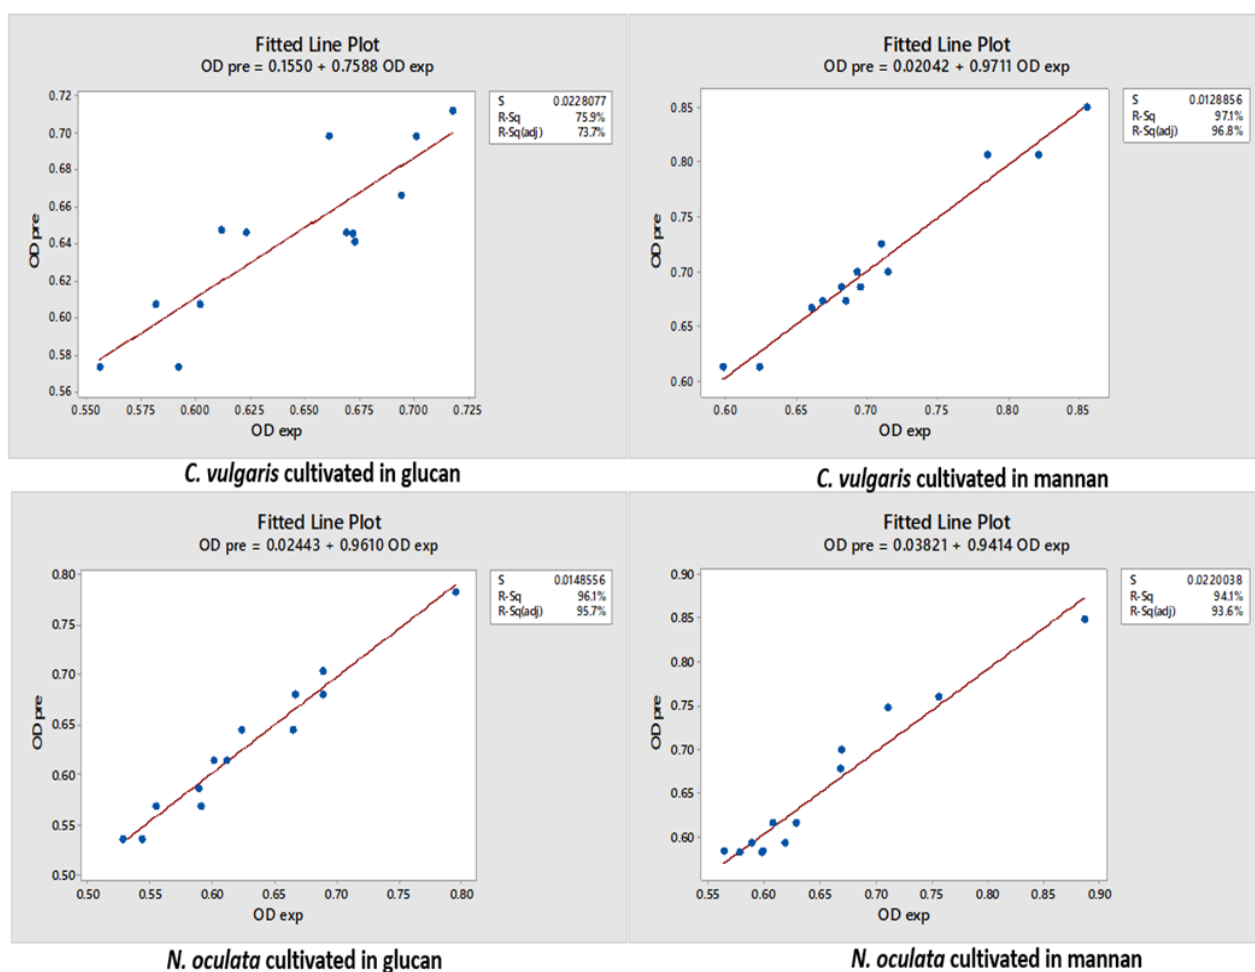 Fitted Line Plot
OD pre = 0.1550 + 0.7588 OD exp
S 0.0228077
R-Sq 75.9%
R-Sq(adj) 73.7%
0.72
0.70
0.68
0.66
0.64
0.62
0.60
0.58
0.56
OD pre
0.550 0.575 0.600 0.625 0.650 0.675 0.700 0.725
OD exp
C. vulgaris cultivated in glucan
Fitted Line Plot
OD pre = 0.02042 + 0.9711 OD exp
S 0.0128856
R-Sq 97.1%
R-Sq(adj) 96.8%
0.85
0.80
0.75
0.70
0.65
0.60
OD pre
0.60 0.65 0.70 0.75 0.80 0.85
OD exp
C. vulgaris cultivated in mannan
Fitted Line Plot
OD pre = 0.02443 + 0.9610 OD exp
S 0.0148556
R-Sq 96.1%
R-Sq(adj) 95.7%
0.80
0.75
0.70
0.65
0.60
0.55
0.50
OD pre
0.50 0.55 0.60 0.65 0.70 0.75 0.80
OD exp
N. oculata cultivated in glucan
Fitted Line Plot
OD pre = 0.03821 + 0.9414 OD exp
S 0.0220038
R-Sq 94.1%
R-Sq(adj) 93.6%
0.90
0.85
0.80
0.75
0.70
0.65
0.60
OD pre
0.55 0.60 0.65 0.70 0.75 0.80 0.85 0.90
OD exp
N. oculata cultivated in mannan